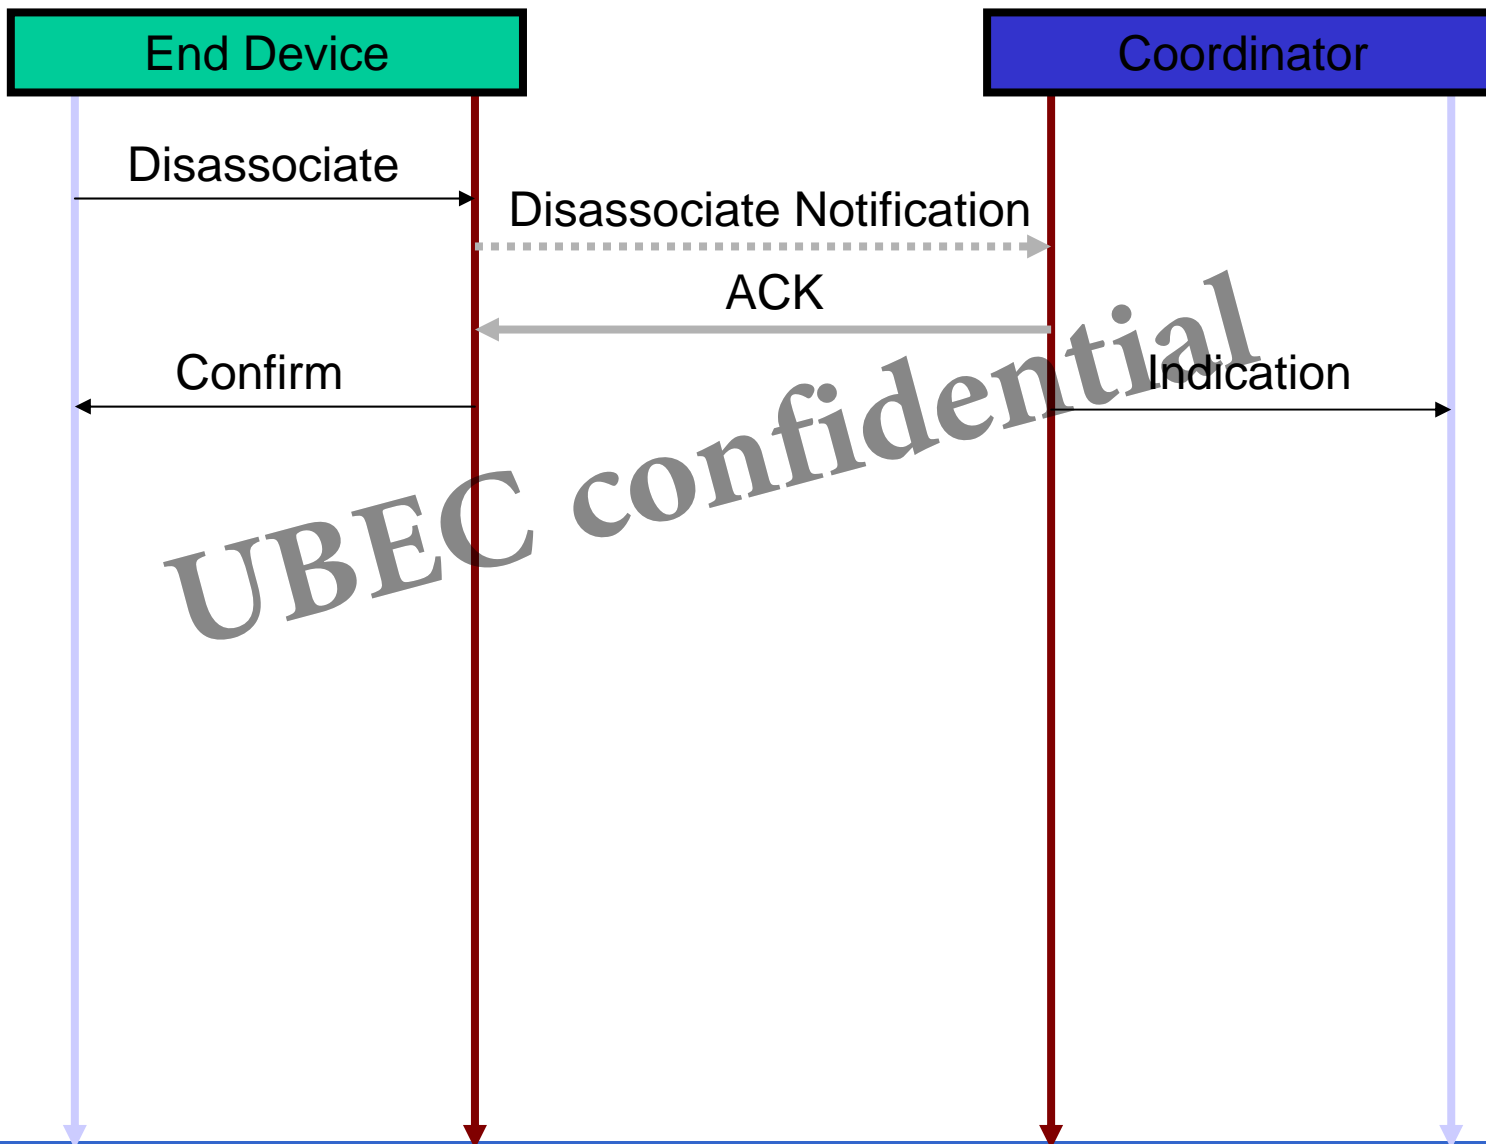 End Device
Coordinator
Disassociate
Disassociate Notification
ACK
Confirm
Indication
UBEC confidential